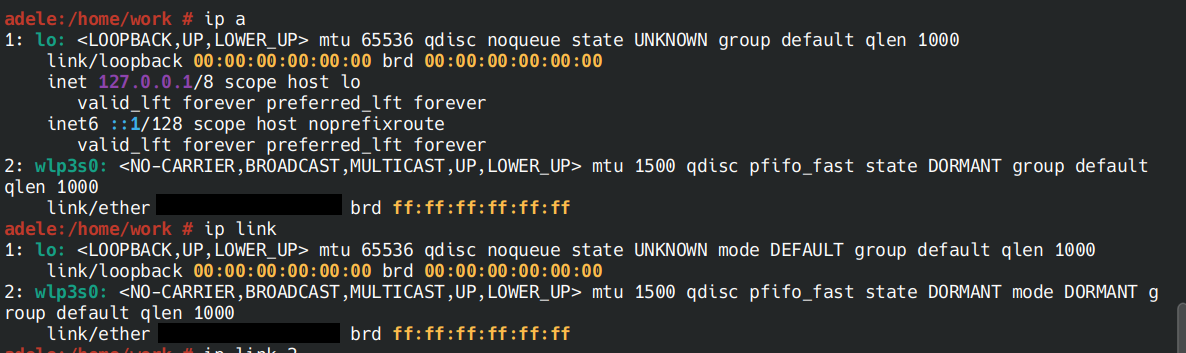 adele:/home/work # ip a
1: lo: <LOOPBACK,UP,LOWER_UP> mtu 65536 qdisc noqueue state UNKNOWN group default qlen 1000
link/loopback 00:00:00:00:00:00 brd 00:00:00:00:00:00
inet 127.0.0.1/8 scope host lo
valid_lft forever preferred_lft forever
inet6 ::1/128 scope host noprefixroute
valid_lft forever preferred_lft forever
2: wlp3s0: <NO-CARRIER,BROADCAST,MULTICAST,UP,LOWER_UP> mtu 1500 qdisc pfifo_fast state DORMANT group default
qlen 1000
link/ether brd ff:ff:ff:ff:ff:ff
adele:/home/work # ip link
1: lo: <LOOPBACK,UP,LOWER_UP> mtu 65536 qdisc noqueue state UNKNOWN mode DEFAULT group default qlen 1000
link/loopback 00:00:00:00:00:00 brd 00:00:00:00:00:00
2: wlp3s0: <NO-CARRIER,BROADCAST,MULTICAST,UP,LOWER_UP> mtu 1500 qdisc pfifo_fast state DORMANT mode DORMANT g
roup default qlen 1000
link/ether brd ff:ff:ff:ff:ff:ff
adele:/home/work # ip link